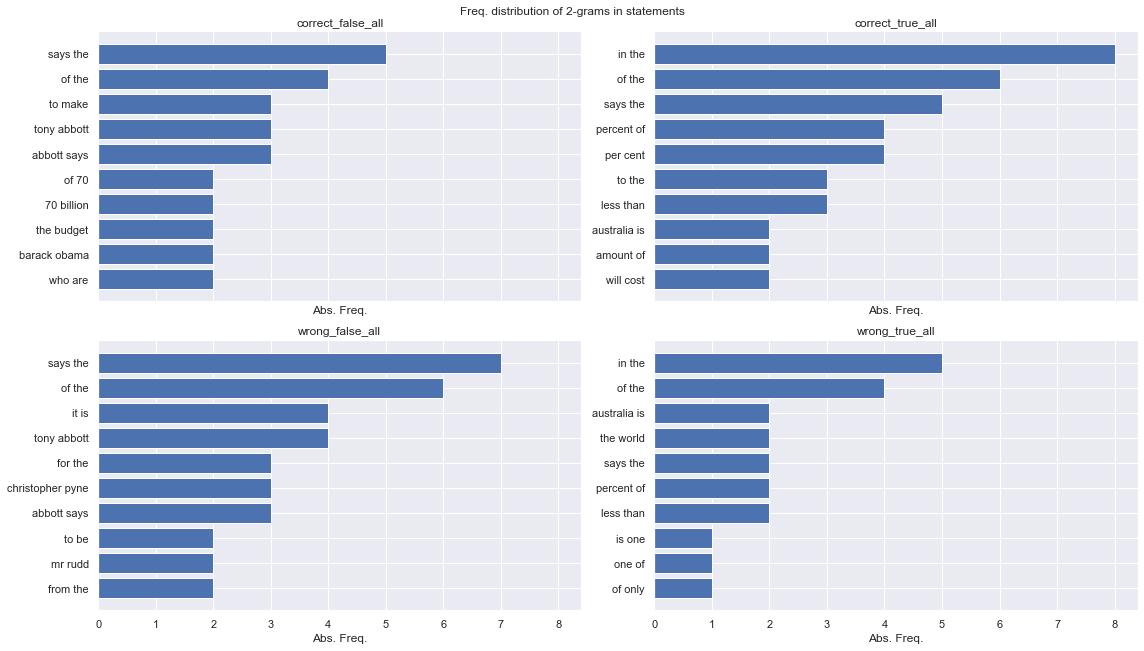 Freq. distribution of 2-grams in statements
correct_false_all
says the
of the
to make
tony abbott
abbott says
of 70
70 billion
the budget
barack obama
who are
Abs. Freq.
correct_true_all
in the
of the
says the
percent of
per cent
to the
less than
australia is
amount of
will cost
Abs. Freq.
wrong_false_all
says the
of the
it is
tony abbott
for the
christopher pyne
abbott says
to be
mr rudd
from the
0 1 2 3 4 5 6 7 8
Abs. Freq.
wrong_true_all
in the
of the
australia is
the world
says the
percent of
less than
is one
one of
of only
0 1 2 3 4 5 6 7 8
Abs. Freq.